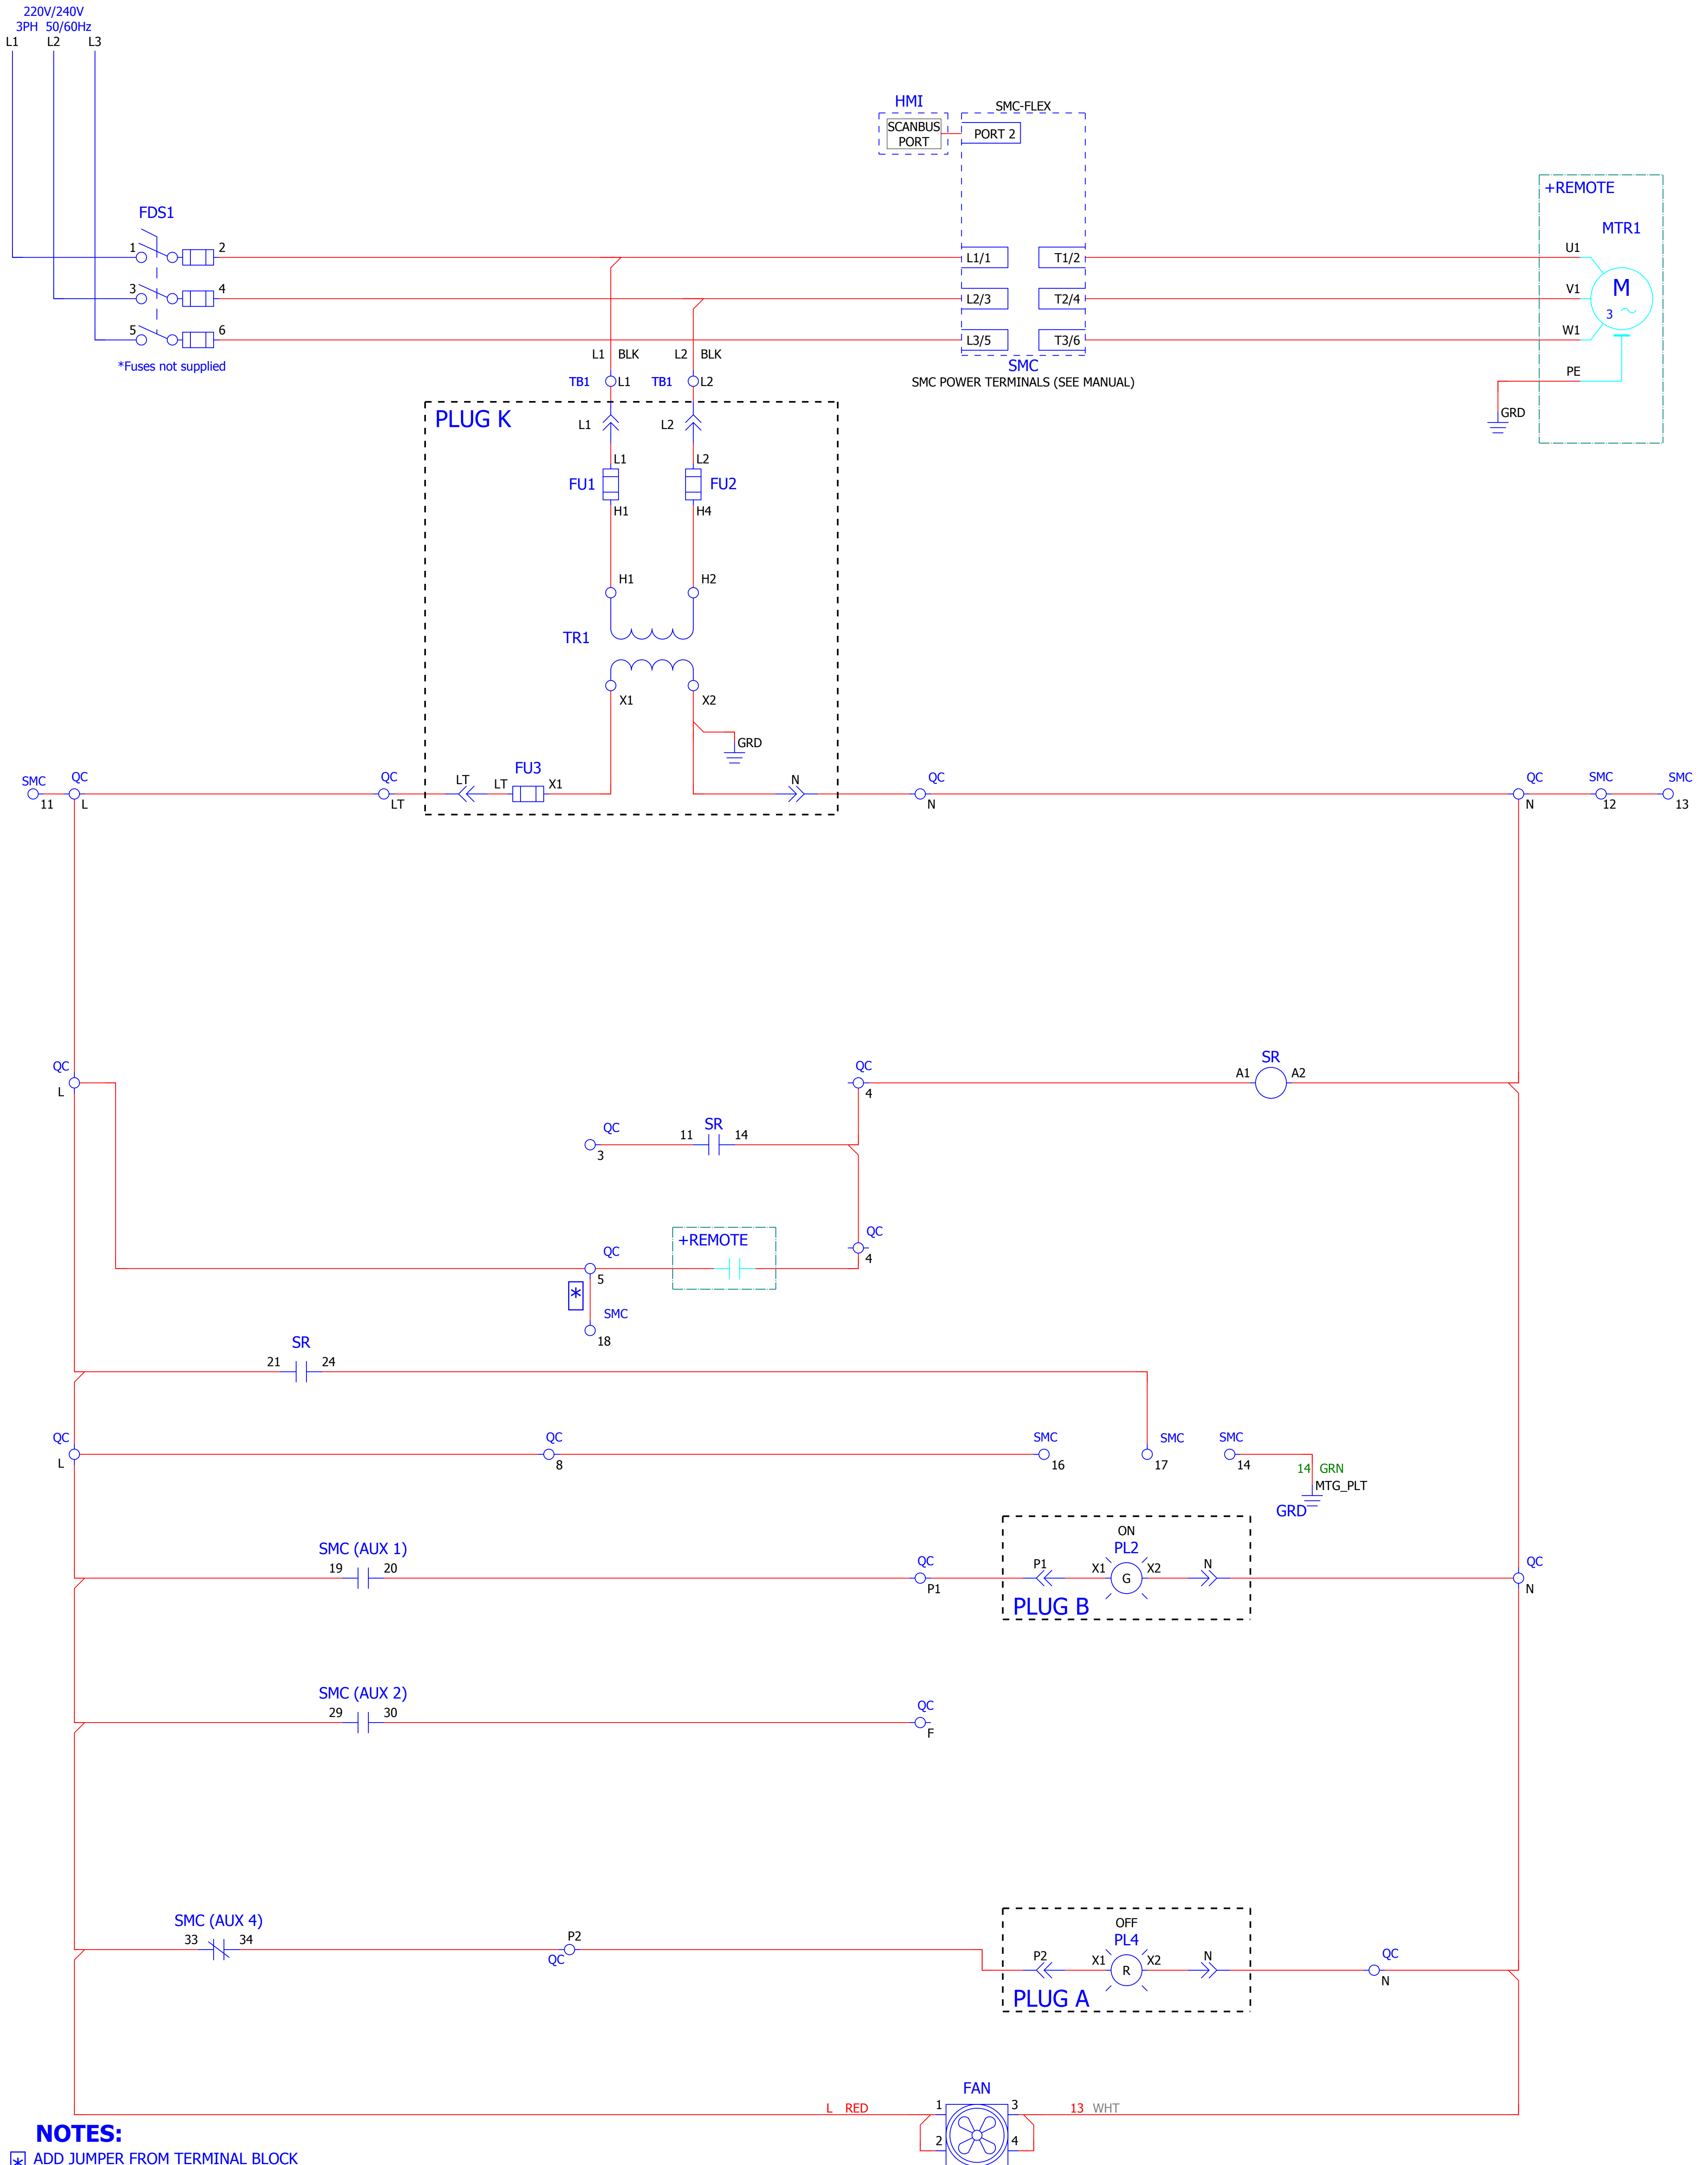 220V/240V
3PH 50/60Hz
L1 L2 L3
HMI
SCANBUS
PORT
SMC-FLEX
PORT 2
+REMOTE
MTR1
FDS1
1 2
3 4
5 6
*Fuses not supplied
L1/1 T1/2
L2/3 T2/4
L3/5 T3/6
SMC
SMC POWER TERMINALS (SEE MANUAL)
U1
V1
W1
PE
M
3
GRD
L1 BLK L2 BLK
TB1 L1 TB1 L2
PLUG K
L1 L2
L1 L2
FU1 FU2
H1 H4
H1 H2
TR1
X1 X2
GRD
SMC QC QC FU3 QC QC SMC SMC
LT LT X1 N
11 L LT N N 12 13
QC QC SR
L 4 A1 A2
QC SR
3 11 14
QC +REMOTE QC
5 4
*
SMC
18
SR
21 24
QC QC SMC SMC SMC
L 8 16 17 14
14 GRN
MTG_PLT
GRD
SMC (AUX 1)
19 20
QC
P1
ON
PL2
P1 X1 G X2 N
PLUG B
QC
N
SMC (AUX 2)
29 30
QC
F
SMC (AUX 4)
33 34
P2
QC
OFF
PL4
P2 X1 R X2 N
PLUG A
QC
N
FAN
L RED 1 3 13 WHT
2 4
NOTES:
* ADD JUMPER FROM TERMINAL BLOCK